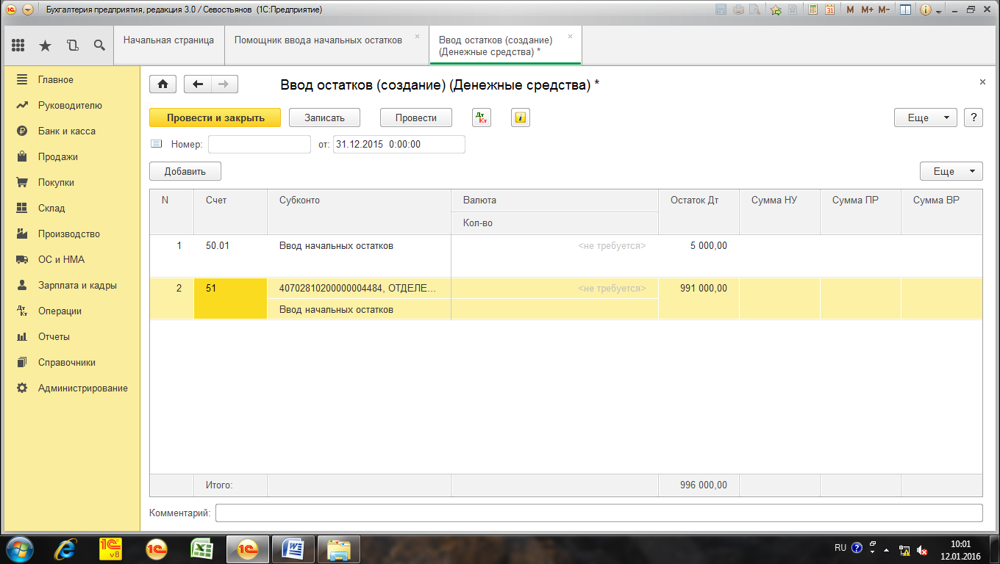 Бухгалтерия предприятия, редакция 3.0 / Севостьянов (1С:Предприятие)
31 M M+ M-
Начальная страница
Помощник ввода начальных остатков
Ввод остатков (создание)
(Денежные средства) *
Главное
Руководителю
Банк и касса
Продажи
Покупки
Склад
Производство
ОС и НМА
Зарплата и кадры
Дт Кт Операции
Отчеты
Справочники
Администрирование
Ввод остатков (создание) (Денежные средства) *
Провести и закрыть Записать Провести Дт Кт Еще ?
Номер: от: 31.12.2015 0:00:00
Добавить Еще
N Счет Субконто Валюта Остаток Дт Сумма НУ Сумма ПР Сумма ВР
Кол-во
1 50.01 Ввод начальных остатков <не требуется> 5 000,00
2 51 40702810200000004484, ОТДЕЛЕ... <не требуется> 991 000,00
Ввод начальных остатков
Итого: 996 000,00
Комментарий:
1С v8
RU
10:01
12.01.2016